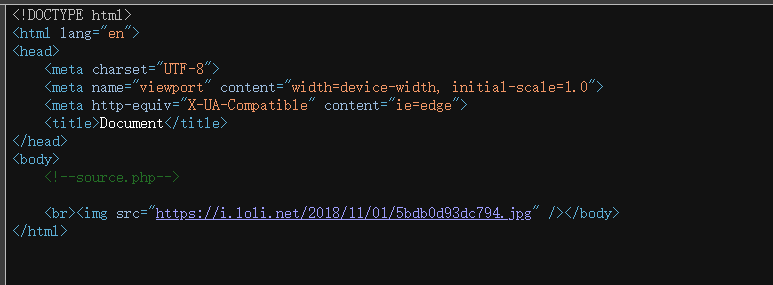 <!DOCTYPE html>
<html lang="en">
<head>
    <meta charset="UTF-8">
    <meta name="viewport" content="width=device-width, initial-scale=1.0">
    <meta http-equiv="X-UA-Compatible" content="ie=edge">
    <title>Document</title>
</head>
<body>
    <!--source.php-->
    <br><img src="https://i.loli.net/2018/11/01/5bdb0d93dc794.jpg" /></body>
</html>